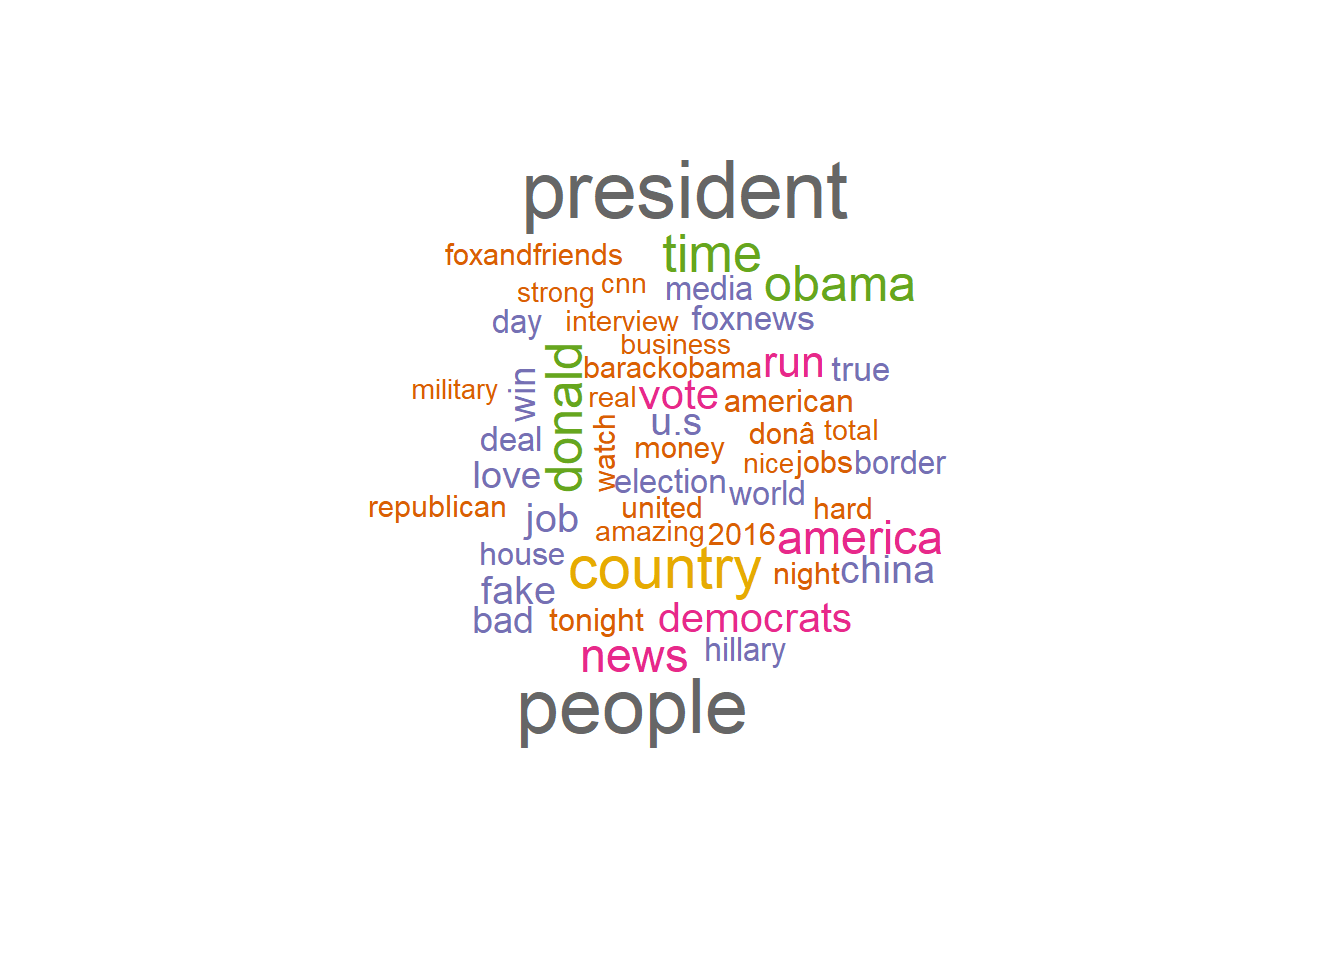 president
time
foxandfriends
obama
cnn
media
strong
foxnews
day
interview
business
run
barackobama
true
donald
win
military
real
vote
american
u.s
donâ
total
deal
watch
money
nice
jobs
border
love
election
world
republican
united
hard
job
amazing
2016
america
house
country
night
china
fake
bad
tonight
democrats
hillary
news
people